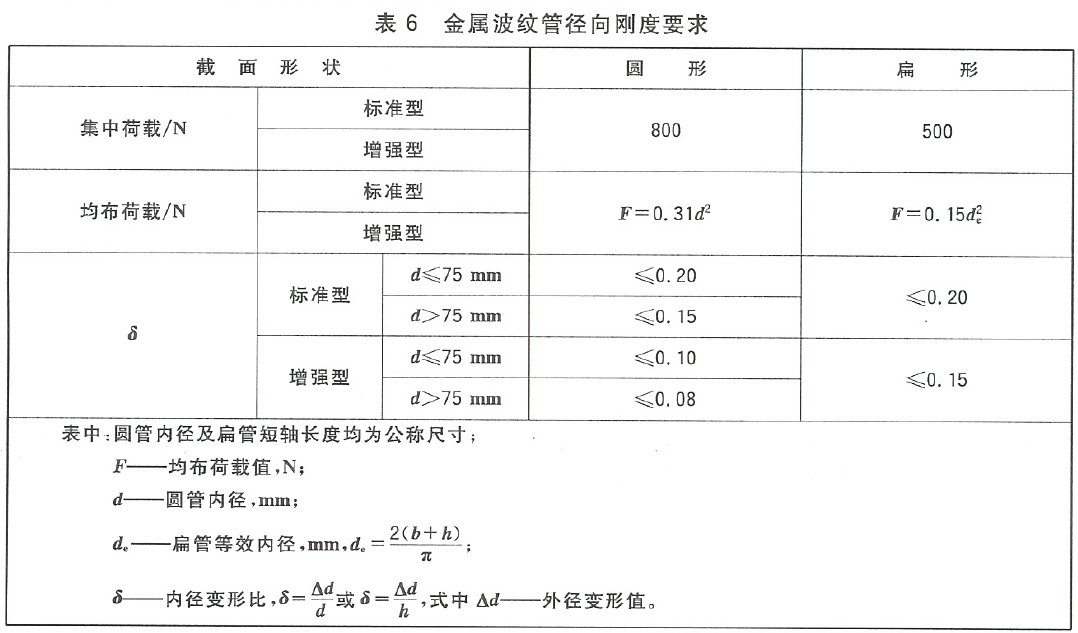 表 6 金属波纹管径向刚度要求
截 面 形 状 圆 形 扁 形
集中荷载/N 标准型 800 500
增强型
均布荷载/N 标准型 F=0.31d² F=0.15dₑ²
增强型
δ 标准型 d≤75 mm ≤0.20 ≤0.20
d>75 mm ≤0.15
增强型 d≤75 mm ≤0.10 ≤0.15
d>75 mm ≤0.08
表中:圆管内径及扁管短轴长度均为公称尺寸;
F——均布荷载值,N;
d——圆管内径,mm;
dₑ——扁管等效内径,mm,dₑ=2(b+h)/π;
δ——内径变形比,δ=Δd/d或δ=Δd/h,式中 Δd——外径变形值。